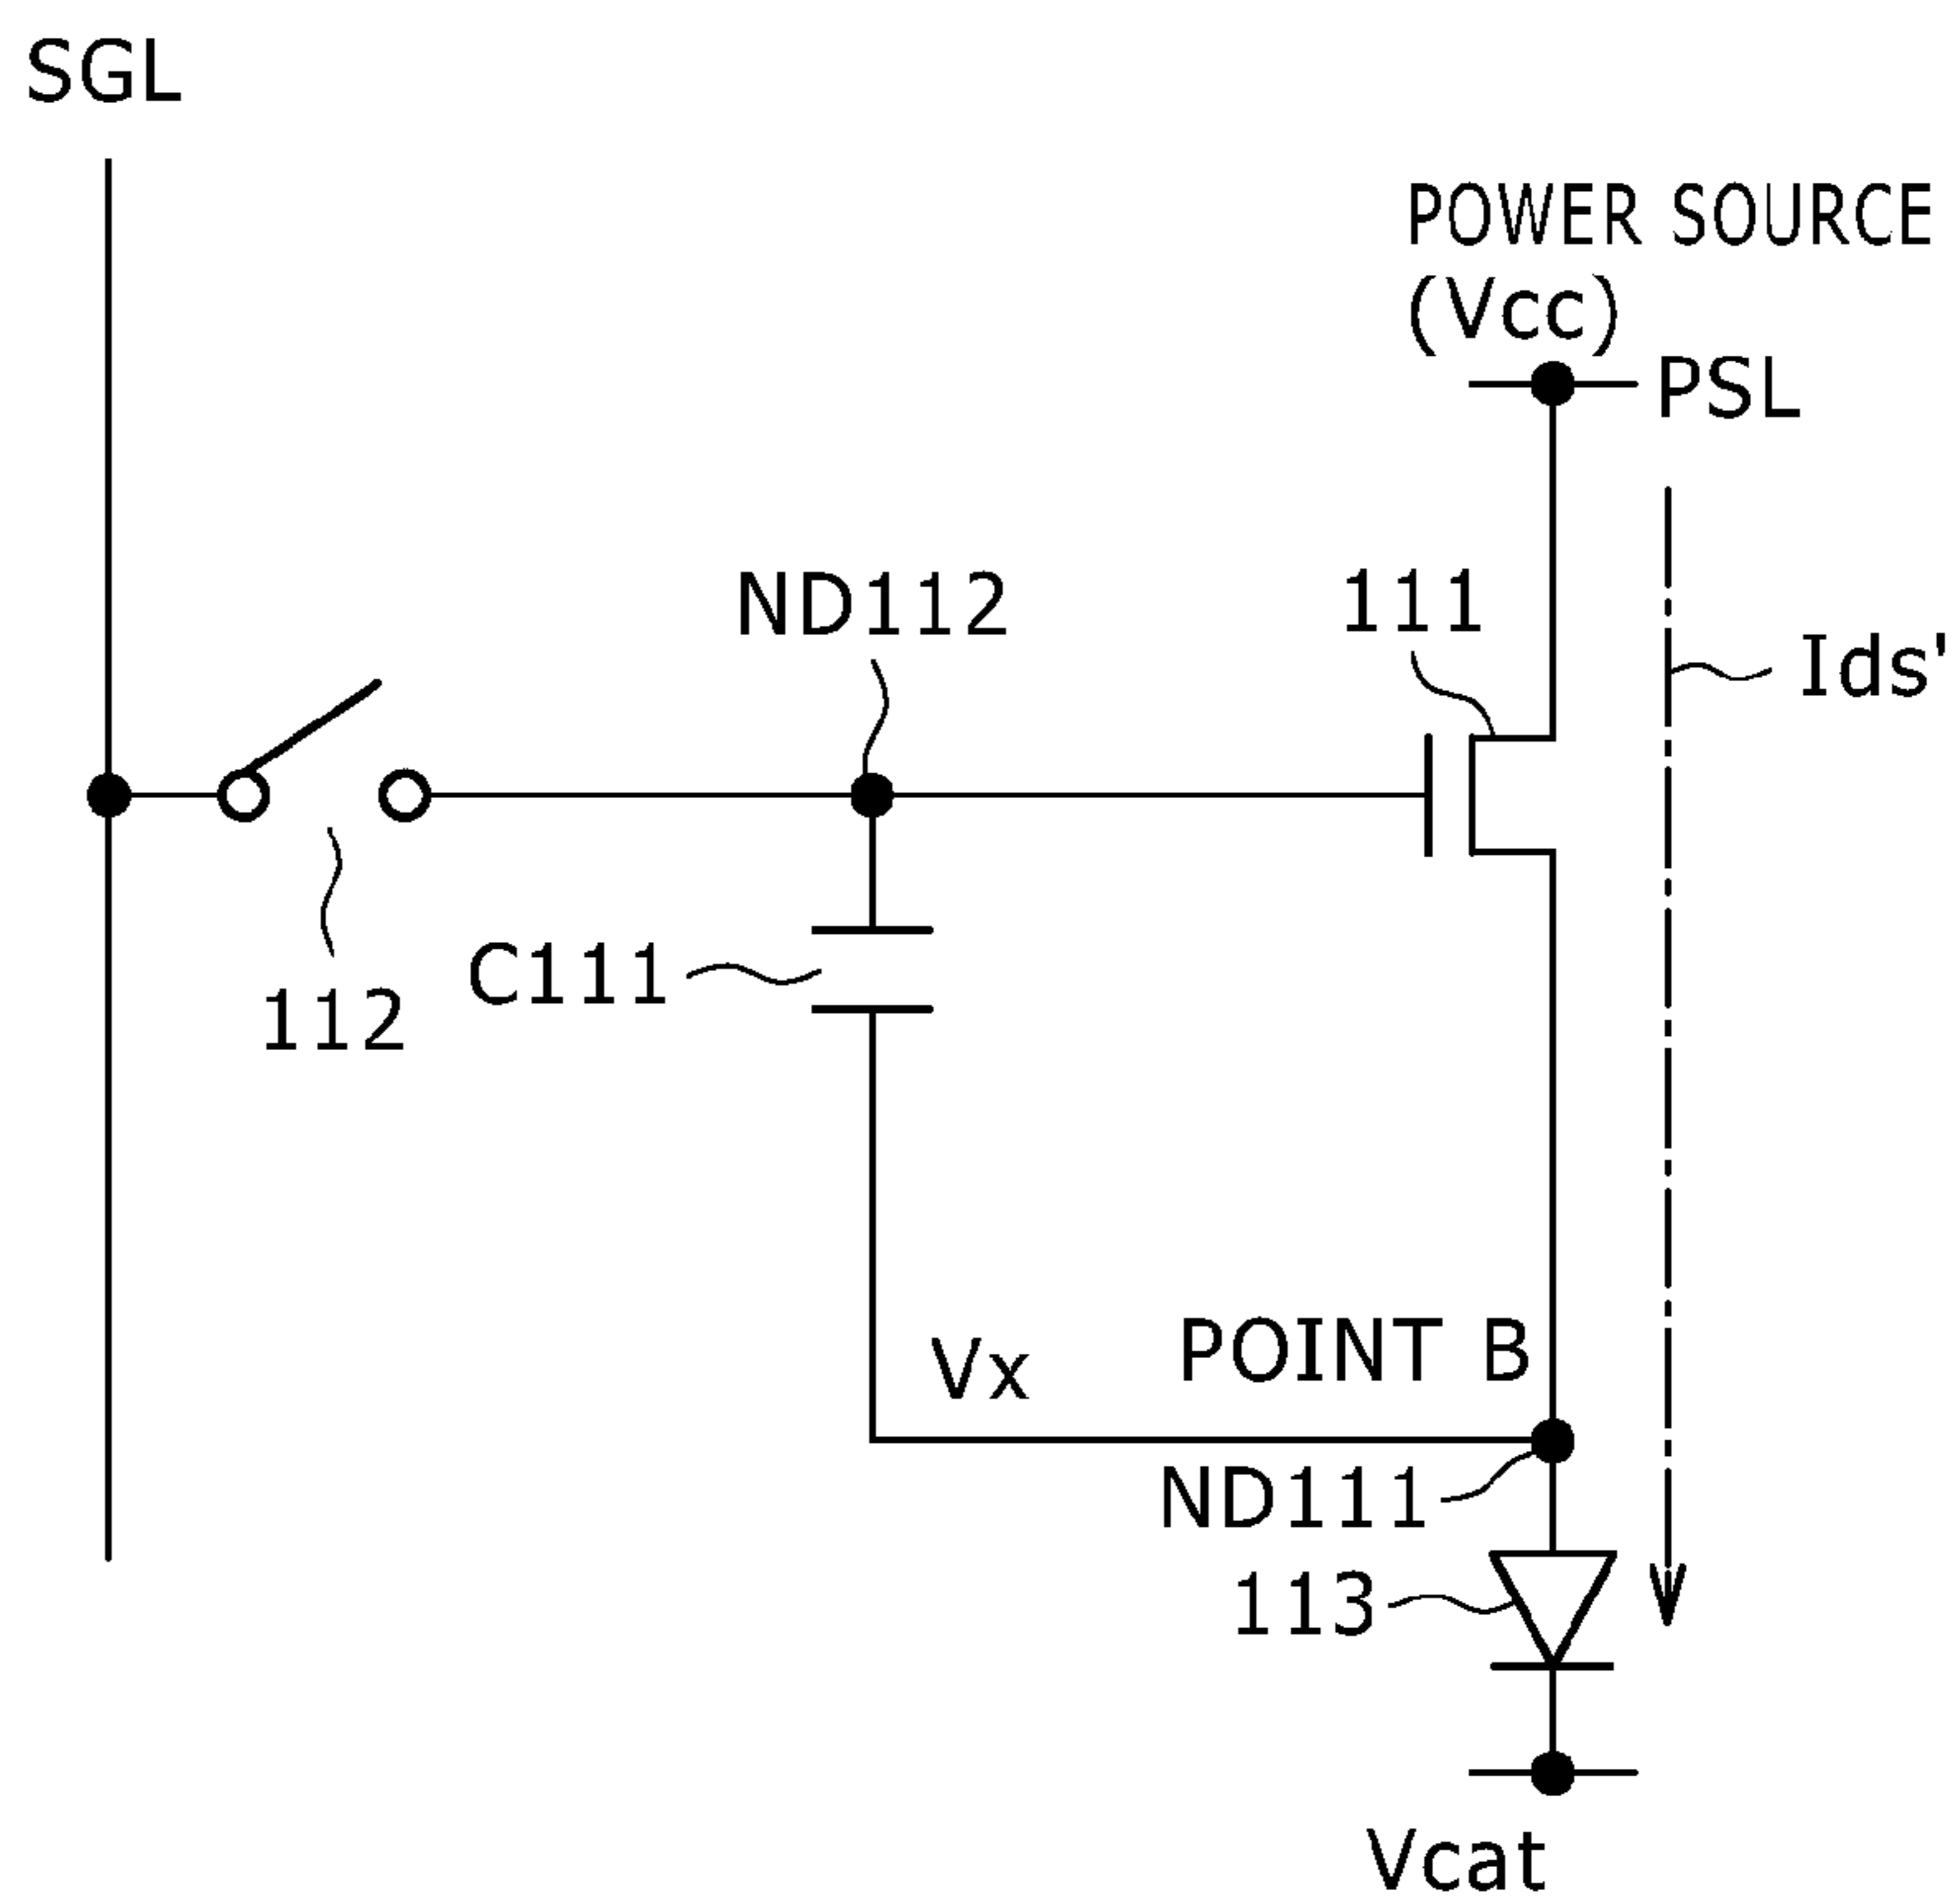 SGL
POWER SOURCE
(Vcc)
PSL
ND112
111
Ids'
C111
112
Vx
POINT B
ND111
113
Vcat